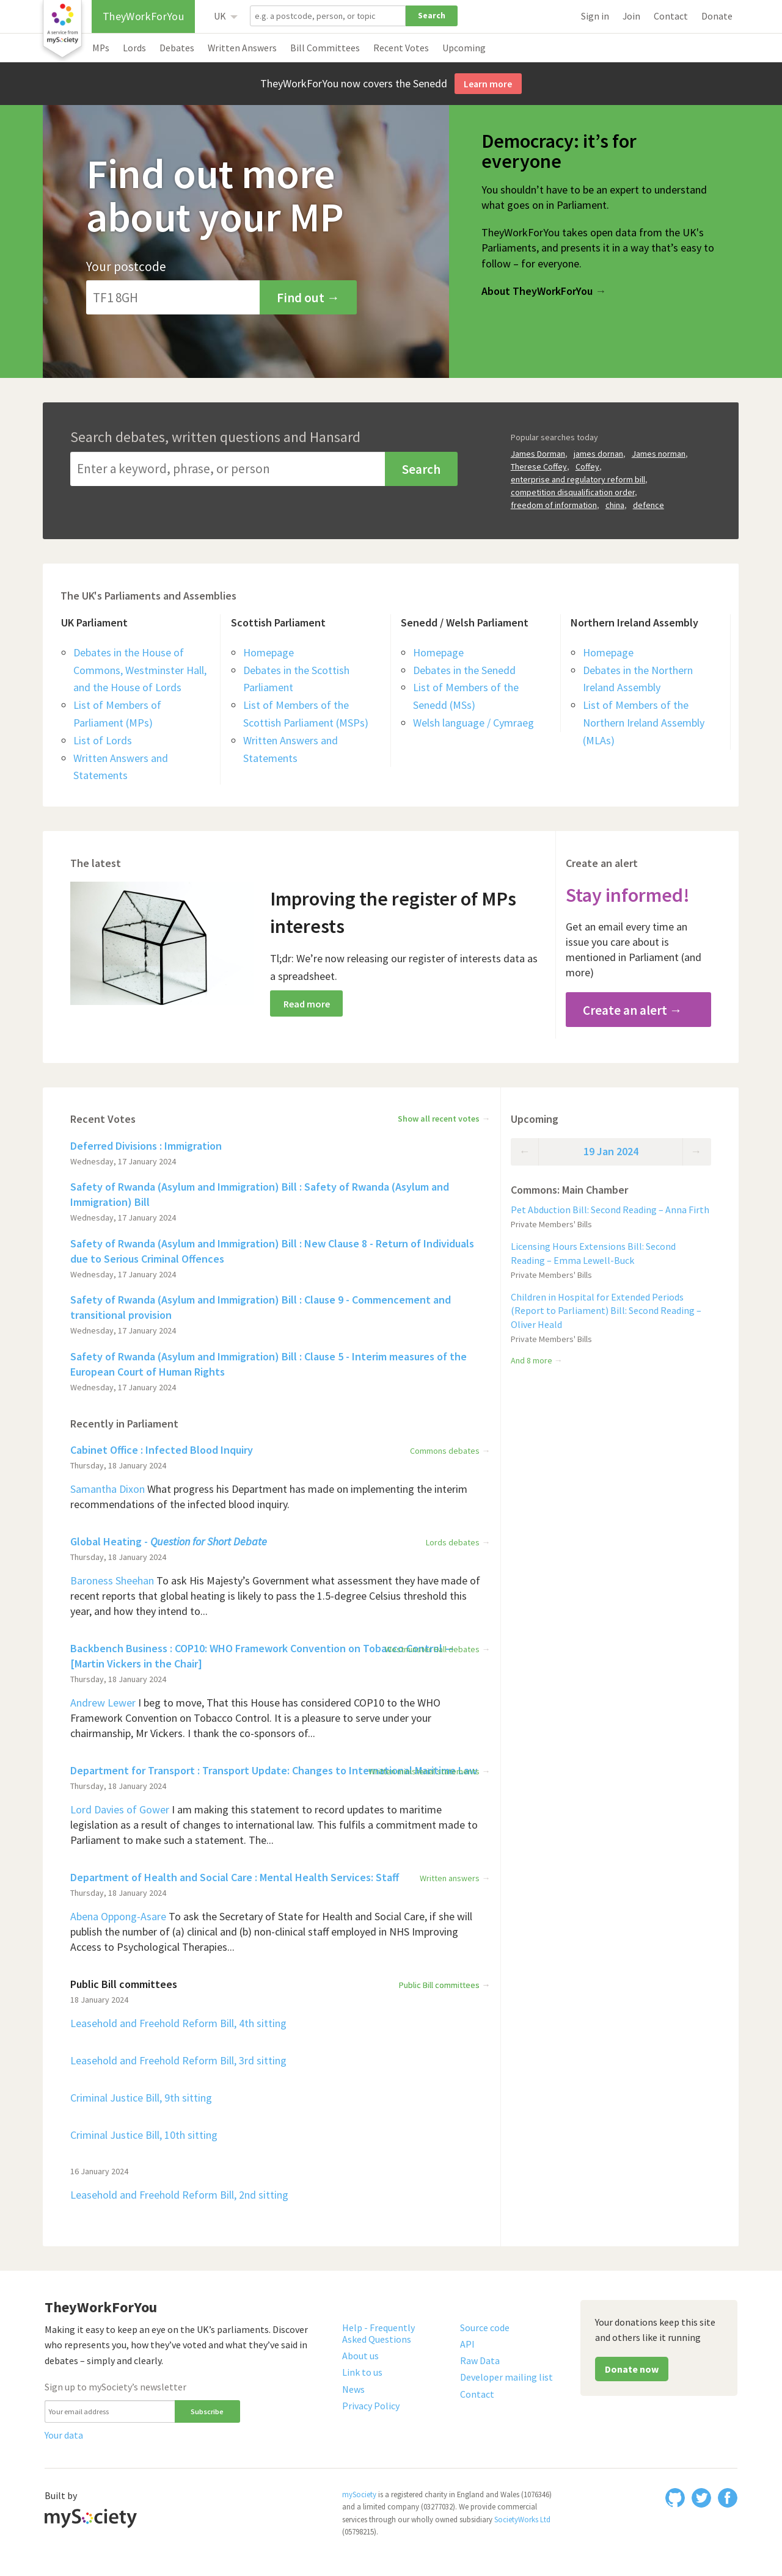 A service from
mySociety
TheyWorkForYou
UK
e.g. a postcode, person, or topic
Search
Sign in
Join
Contact
Donate
MPs
Lords
Debates
Written Answers
Bill Committees
Recent Votes
Upcoming
TheyWorkForYou now covers the Senedd
Learn more
Find out more
about your MP
Your postcode
TF1 8GH
Find out →
Democracy: it’s for
everyone
You shouldn’t have to be an expert to understand
what goes on in Parliament.
TheyWorkForYou takes open data from the UK's
Parliaments, and presents it in a way that’s easy to
follow – for everyone.
About TheyWorkForYou →
Search debates, written questions and Hansard
Enter a keyword, phrase, or person
Search
Popular searches today
James Dorman, james dornan, James norman,
Therese Coffey, Coffey,
enterprise and regulatory reform bill,
competition disqualification order,
freedom of information, china, defence
The UK's Parliaments and Assemblies
UK Parliament
Debates in the House of
Commons, Westminster Hall,
and the House of Lords
List of Members of
Parliament (MPs)
List of Lords
Written Answers and
Statements
Scottish Parliament
Homepage
Debates in the Scottish
Parliament
List of Members of the
Scottish Parliament (MSPs)
Written Answers and
Statements
Senedd / Welsh Parliament
Homepage
Debates in the Senedd
List of Members of the
Senedd (MSs)
Welsh language / Cymraeg
Northern Ireland Assembly
Homepage
Debates in the Northern
Ireland Assembly
List of Members of the
Northern Ireland Assembly
(MLAs)
The latest
Improving the register of MPs
interests
Tl;dr: We’re now releasing our register of interests data as
a spreadsheet.
Read more
Create an alert
Stay informed!
Get an email every time an
issue you care about is
mentioned in Parliament (and
more)
Create an alert →
Recent Votes
Show all recent votes →
Deferred Divisions : Immigration
Wednesday, 17 January 2024
Safety of Rwanda (Asylum and Immigration) Bill : Safety of Rwanda (Asylum and
Immigration) Bill
Wednesday, 17 January 2024
Safety of Rwanda (Asylum and Immigration) Bill : New Clause 8 - Return of Individuals
due to Serious Criminal Offences
Wednesday, 17 January 2024
Safety of Rwanda (Asylum and Immigration) Bill : Clause 9 - Commencement and
transitional provision
Wednesday, 17 January 2024
Safety of Rwanda (Asylum and Immigration) Bill : Clause 5 - Interim measures of the
European Court of Human Rights
Wednesday, 17 January 2024
Recently in Parliament
Cabinet Office : Infected Blood Inquiry
Commons debates →
Thursday, 18 January 2024
Samantha Dixon What progress his Department has made on implementing the interim
recommendations of the infected blood inquiry.
Global Heating - Question for Short Debate
Lords debates →
Thursday, 18 January 2024
Baroness Sheehan To ask His Majesty’s Government what assessment they have made of
recent reports that global heating is likely to pass the 1.5-degree Celsius threshold this
year, and how they intend to...
Backbench Business : COP10: WHO Framework Convention on Tobacco Control —
[Martin Vickers in the Chair]
Thursday, 18 January 2024
Andrew Lewer I beg to move, That this House has considered COP10 to the WHO
Framework Convention on Tobacco Control. It is a pleasure to serve under your
chairmanship, Mr Vickers. I thank the co-sponsors of...
Department for Transport : Transport Update: Changes to International Maritime Law
Thursday, 18 January 2024
Lord Davies of Gower I am making this statement to record updates to maritime
legislation as a result of changes to international law. This fulfils a commitment made to
Parliament to make such a statement. The...
Department of Health and Social Care : Mental Health Services: Staff
Written answers →
Thursday, 18 January 2024
Abena Oppong-Asare To ask the Secretary of State for Health and Social Care, if she will
publish the number of (a) clinical and (b) non-clinical staff employed in NHS Improving
Access to Psychological Therapies...
Public Bill committees
Public Bill committees →
18 January 2024
Leasehold and Freehold Reform Bill, 4th sitting
Leasehold and Freehold Reform Bill, 3rd sitting
Criminal Justice Bill, 9th sitting
Criminal Justice Bill, 10th sitting
16 January 2024
Leasehold and Freehold Reform Bill, 2nd sitting
Upcoming
← 19 Jan 2024 →
Commons: Main Chamber
Pet Abduction Bill: Second Reading – Anna Firth
Private Members' Bills
Licensing Hours Extensions Bill: Second
Reading – Emma Lewell-Buck
Private Members' Bills
Children in Hospital for Extended Periods
(Report to Parliament) Bill: Second Reading –
Oliver Heald
Private Members' Bills
And 8 more →
TheyWorkForYou
Making it easy to keep an eye on the UK’s parliaments. Discover
who represents you, how they’ve voted and what they’ve said in
debates – simply and clearly.
Sign up to mySociety’s newsletter
Your email address
Subscribe
Your data
Help - Frequently
Asked Questions
About us
Link to us
News
Privacy Policy
Source code
API
Raw Data
Developer mailing list
Contact
Your donations keep this site
and others like it running
Donate now
Built by
mySociety
mySociety is a registered charity in England and Wales (1076346)
and a limited company (03277032). We provide commercial
services through our wholly owned subsidiary SocietyWorks Ltd
(05798215).